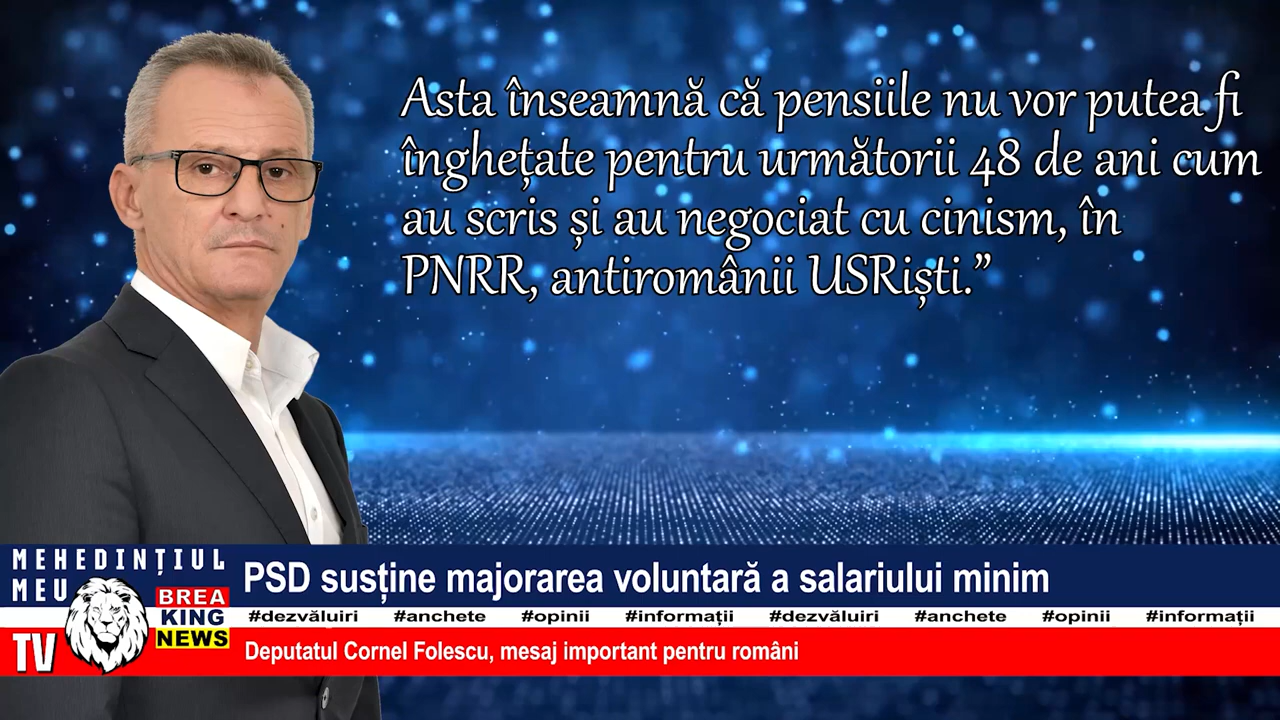 Asta înseamnă că pensiile nu vor putea fi
înghețate pentru următorii 48 de ani cum
au scris și au negociat cu cinism, în
PNRR, antiromânii USRiști.”
MEHEDINȚIUL
MEU
TV
BREA
KING
NEWS
PSD susține majorarea voluntară a salariului minim
#dezvăluiri #anchete #opinii #informații #dezvăluiri #anchete #opinii #informații
Deputatul Cornel Folescu, mesaj important pentru români